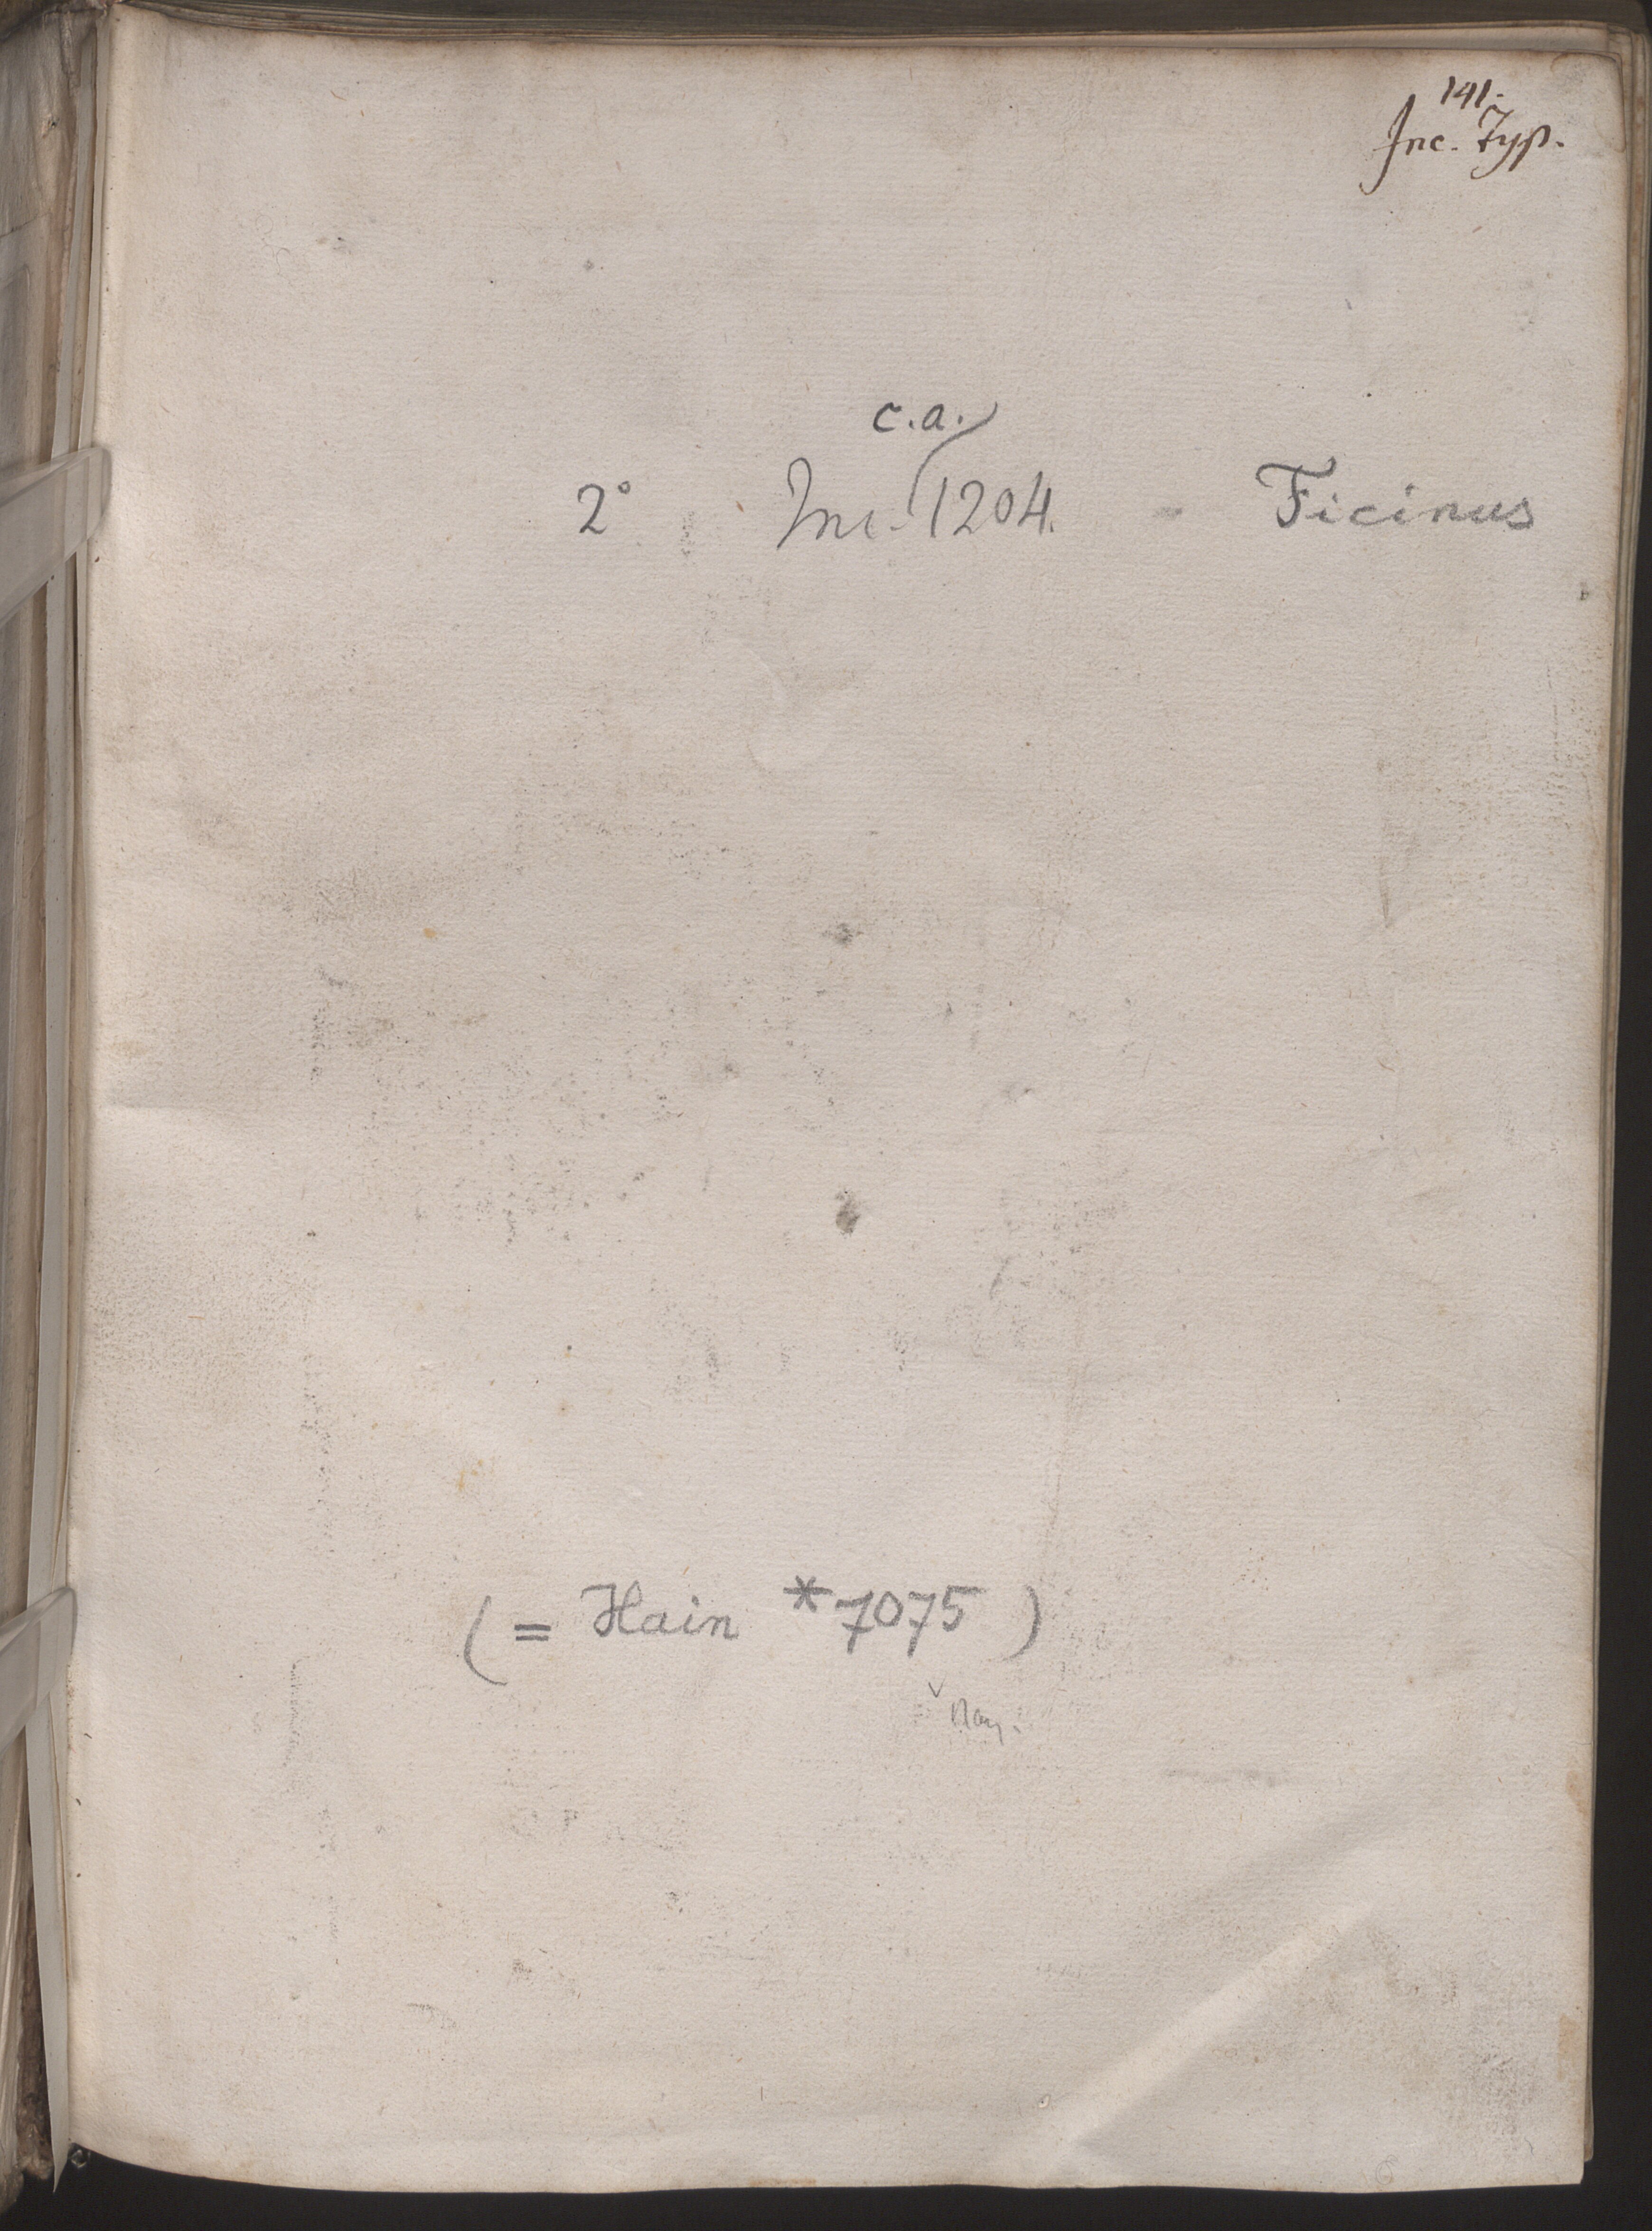 141.
Inc. Typ.
c.a.
2° Inc. 1204. - Ficinus
(= Hain *7075)